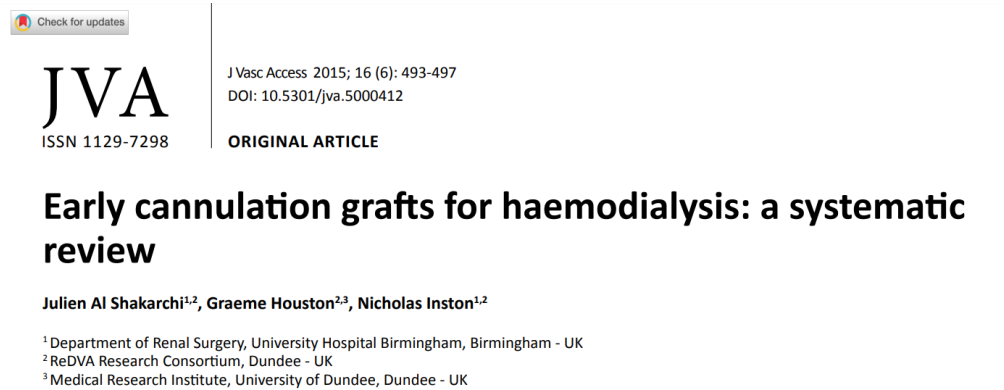 Check for updates
JVA
ISSN 1129-7298
J Vasc Access 2015; 16 (6): 493-497
DOI: 10.5301/jva.5000412
ORIGINAL ARTICLE
Early cannulation grafts for haemodialysis: a systematic
review
Julien Al Shakarchi1,2, Graeme Houston2,3, Nicholas Inston1,2
1 Department of Renal Surgery, University Hospital Birmingham, Birmingham - UK
2 ReDVA Research Consortium, Dundee - UK
3 Medical Research Institute, University of Dundee, Dundee - UK